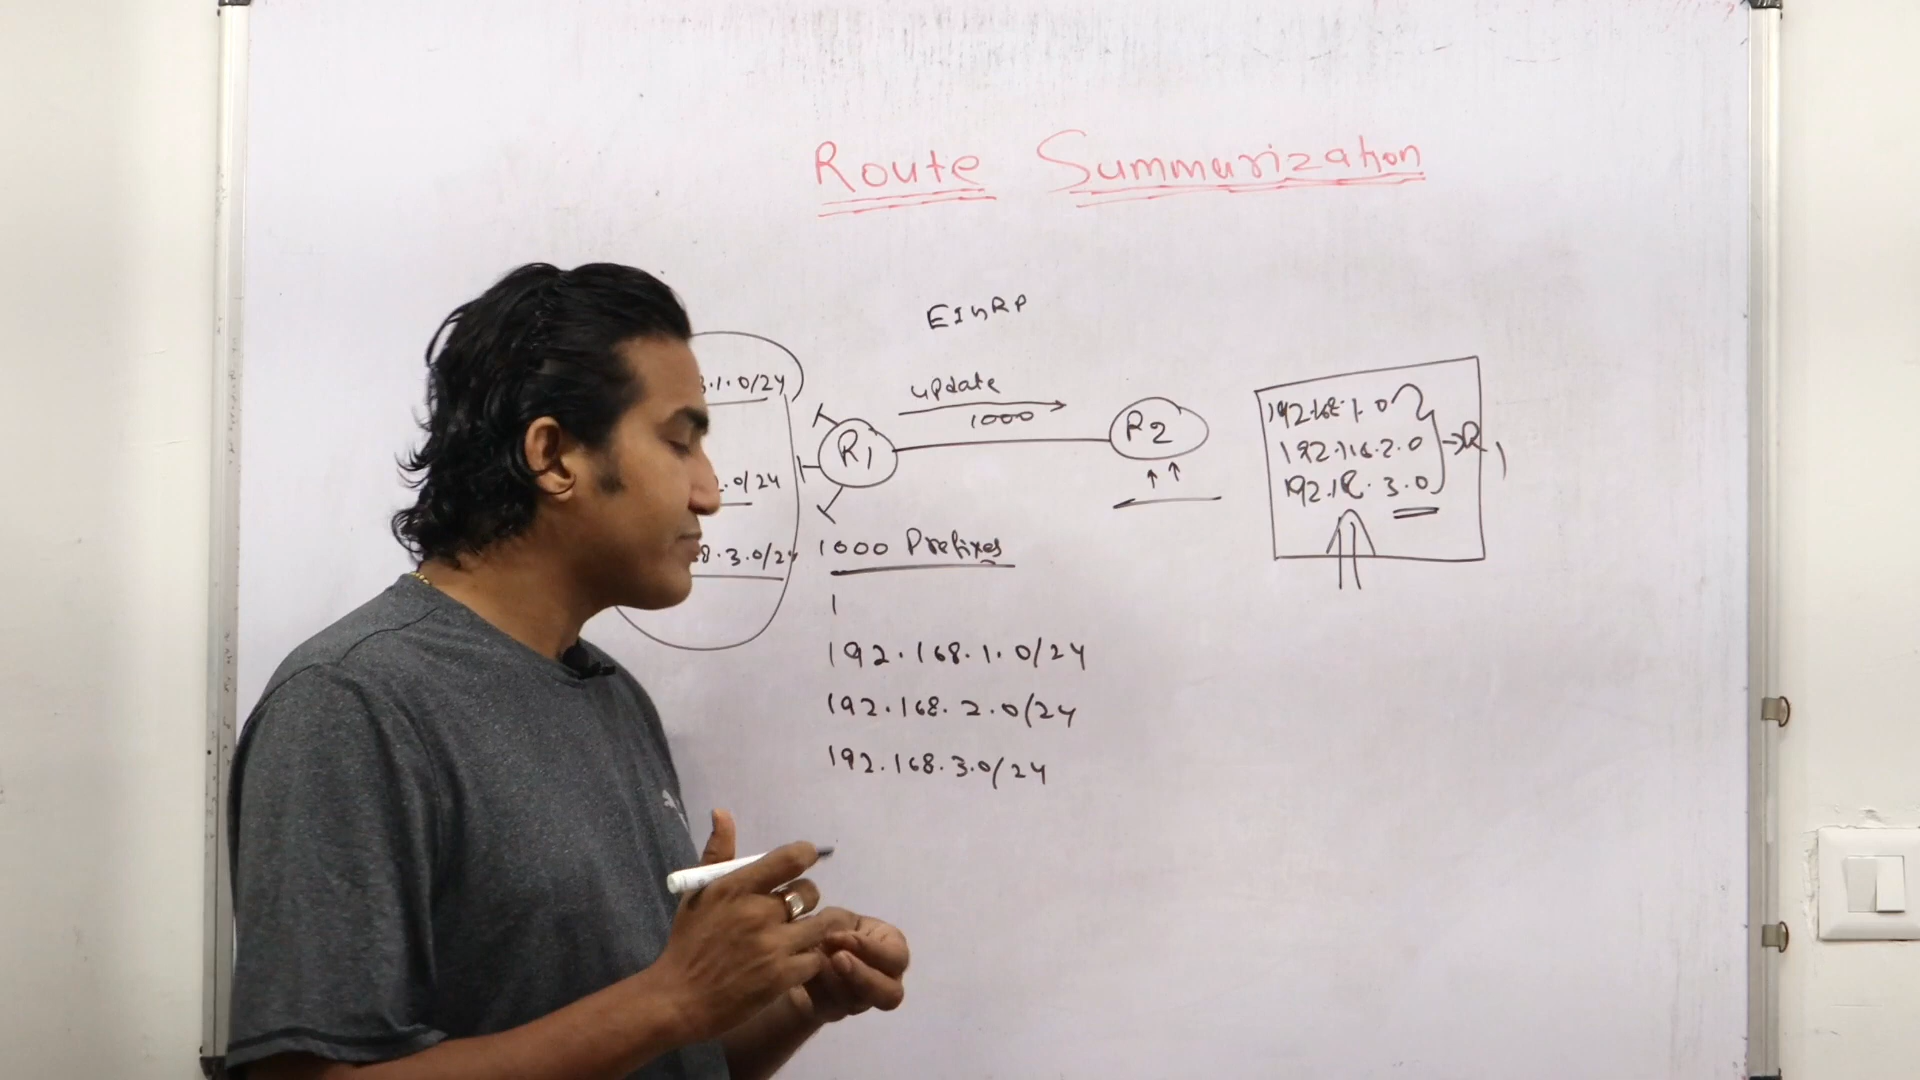 Route Summarization
EIGRP
.1.0/24
update
1000
R1
R2
.0/24
8.3.0/24
192.168.1.0
192.16.2.0
192.18.3.0
R1
1000 Prefixes
1
192.168.1.0/24
192.168.2.0/24
192.168.3.0/24